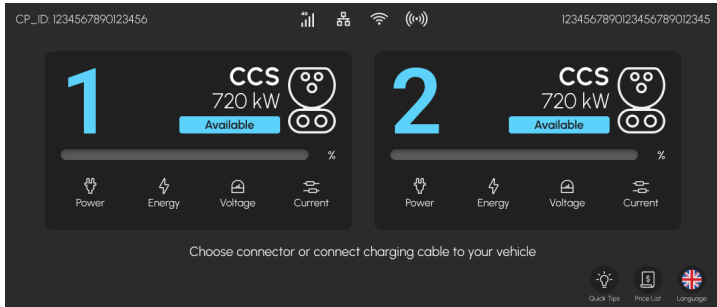 CP_ID: 1234567890123456
4G
1234567890123456789012345
1
CCS
720 kW
Available
%
Power Energy Voltage Current
2
CCS
720 kW
Available
%
Power Energy Voltage Current
Choose connector or connect charging cable to your vehicle
$
Quick Tips Price List Language